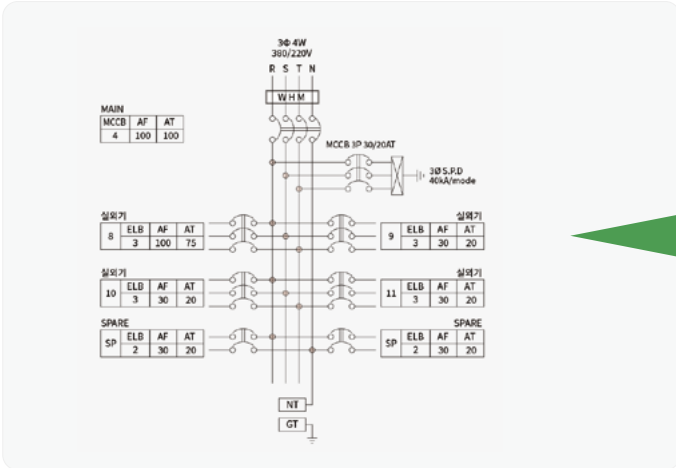 3Φ 4W
380/220V
R S T N
WHM
MAIN
MCCB AF AT
4 100 100
MCCB 3P 30/20AT
3Ø S.P.D
40kA/mode
실외기
8 ELB AF AT
3 100 75
실외기
9 ELB AF AT
3 30 20
실외기
10 ELB AF AT
3 30 20
실외기
11 ELB AF AT
3 30 20
SPARE
SP ELB AF AT
2 30 20
SPARE
SP ELB AF AT
2 30 20
NT
GT